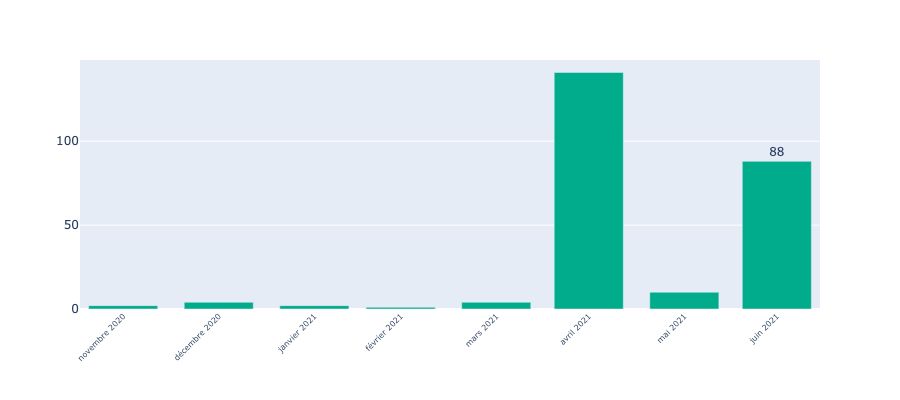 100
50
0
88
novembre 2020
décembre 2020
janvier 2021
février 2021
mars 2021
avril 2021
mai 2021
juin 2021